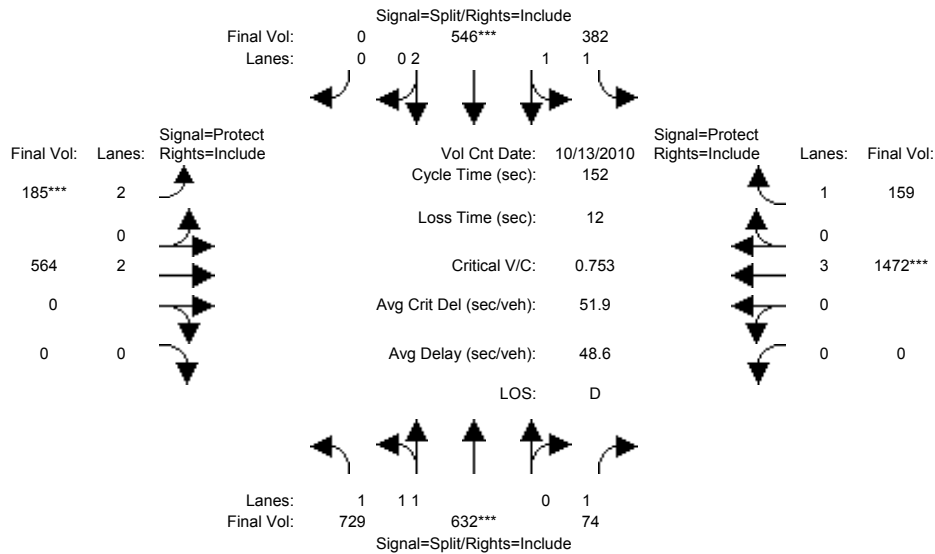 Signal=Split/Rights=Include
Final Vol: 0 546*** 382
Lanes: 0 0 2 1 1
Signal=Protect
Final Vol: Lanes: Rights=Include
Vol Cnt Date: 10/13/2010
Signal=Protect
Rights=Include Lanes: Final Vol:
Cycle Time (sec): 152
185*** 2
1 159
Loss Time (sec): 12
0
0
564 2
Critical V/C: 0.753
3 1472***
0
Avg Crit Del (sec/veh): 51.9
0
0 0
Avg Delay (sec/veh): 48.6
0 0
LOS: D
Lanes: 1 1 1 0 1
Final Vol: 729 632*** 74
Signal=Split/Rights=Include